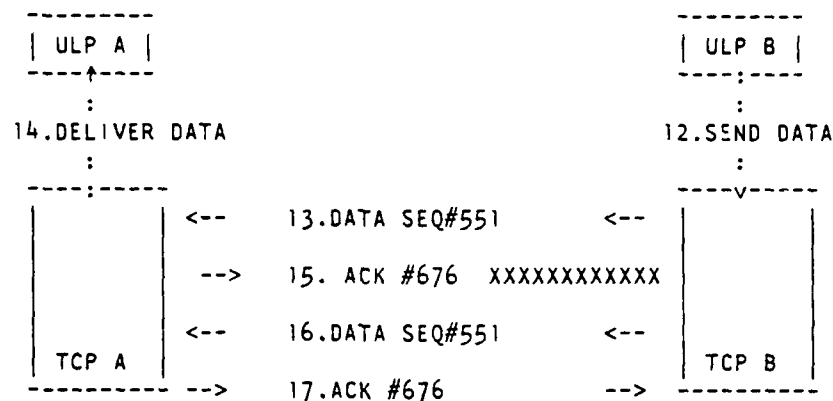 ---------                                   ---------
| ULP A |                                   | ULP B |
----↑----                                   ----:----
:                                           :
14.DELIVER DATA                             12.SEND DATA
:                                           :
----:-----                                  ----v-----
<--   13.DATA SEQ#551   <--
-->   15. ACK #676 XXXXXXXXXXXX
<--   16.DATA SEQ#551   <--
TCP A                                       TCP B
---------- -->   17.ACK #676   --> ----------